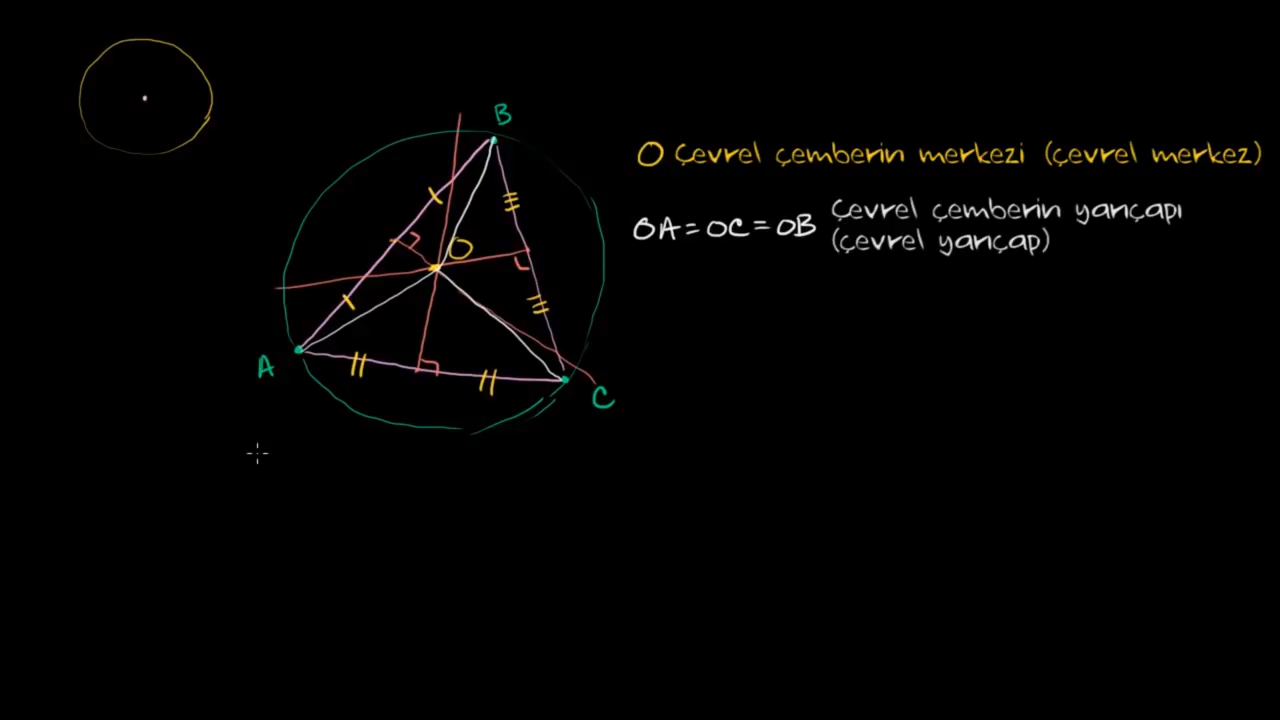 B
O Çevrel çemberin merkezi (çevrel merkez)
OA = OC = OB Çevrel çemberin yarıçapı
(çevrel yarıçap)
O
A
C